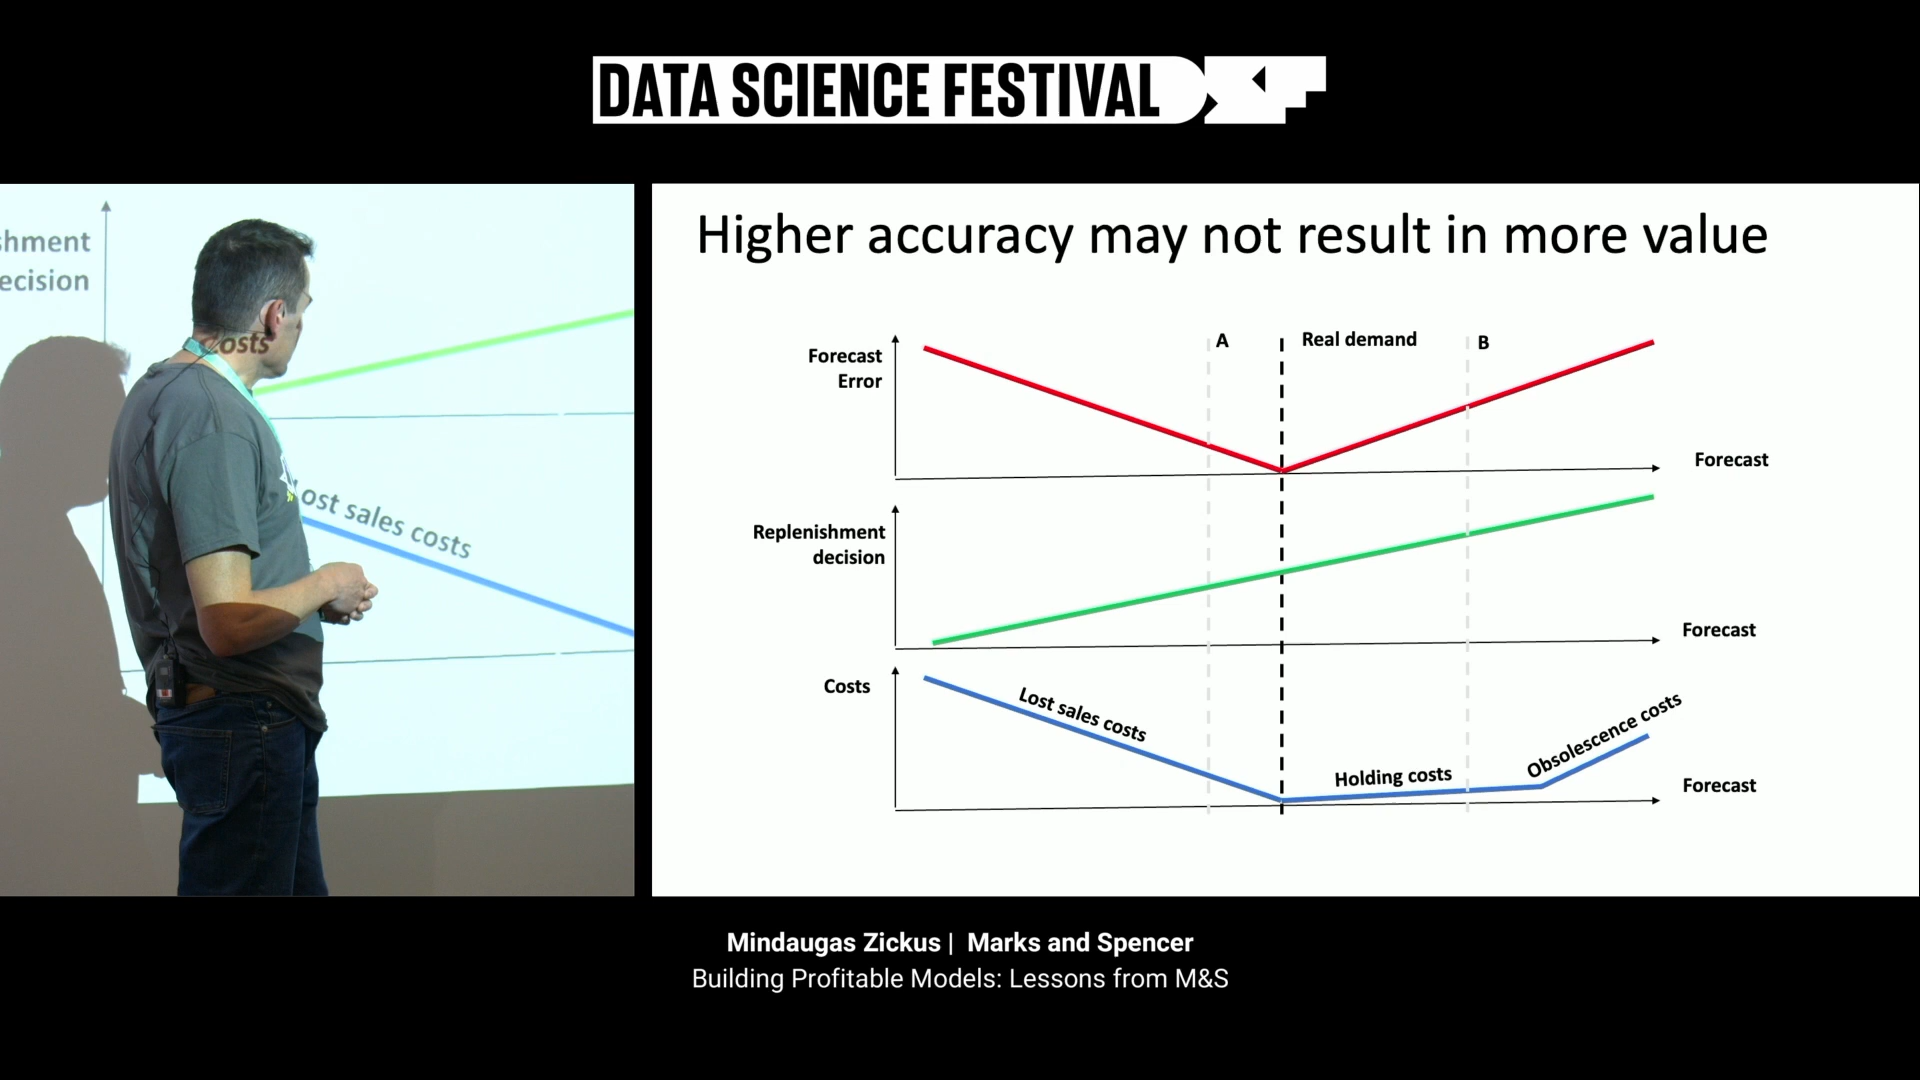 DATA SCIENCE FESTIVAL
shment
ecision
Costs
Lost sales costs
Higher accuracy may not result in more value
Forecast
Error
A
Real demand
B
Forecast
Replenishment
decision
Forecast
Costs
Lost sales costs
Holding costs
Obsolescence costs
Forecast
Mindaugas Zickus | Marks and Spencer
Building Profitable Models: Lessons from M&S